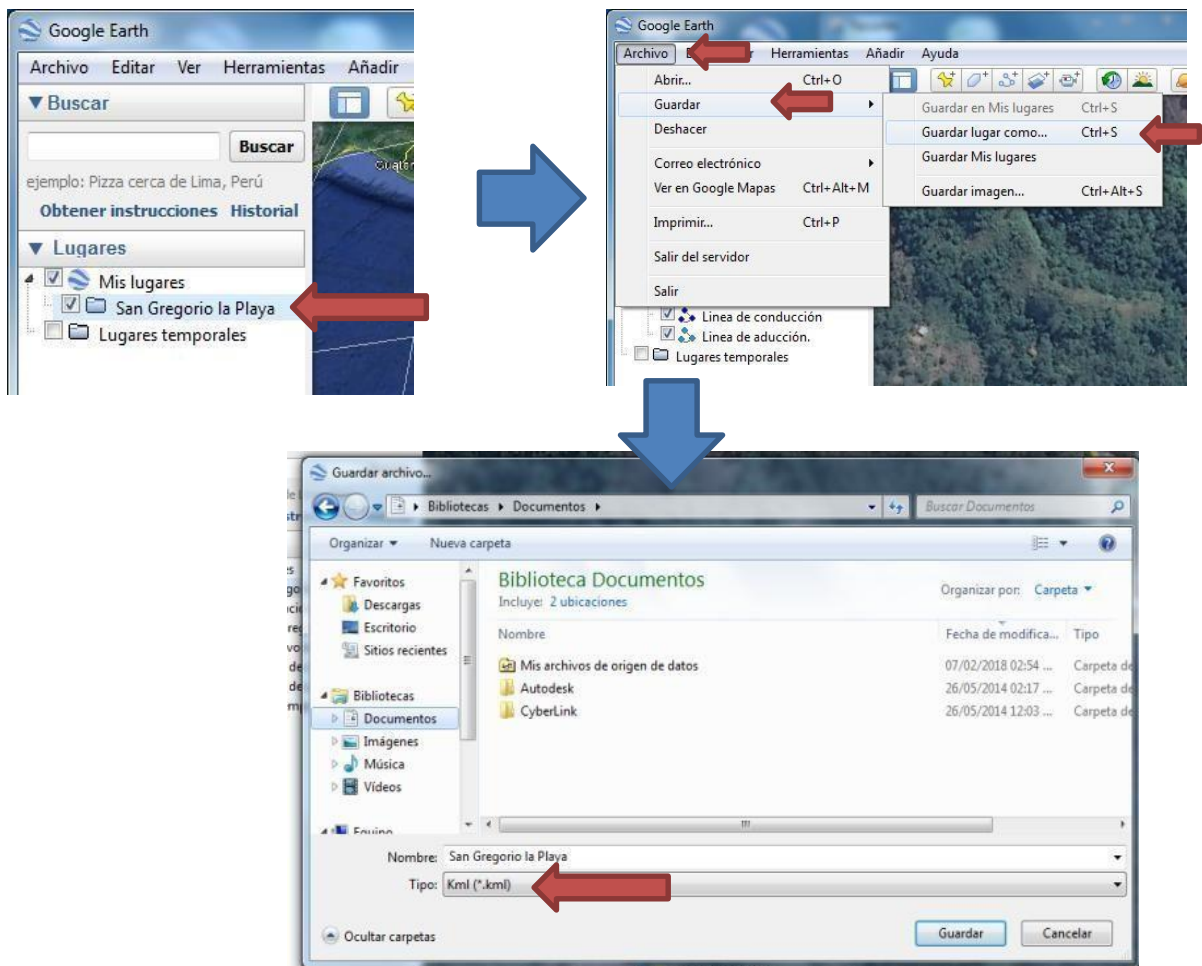 Google Earth
Archivo Editar Ver Herramientas Añadir
Buscar
Buscar
ejemplo: Pizza cerca de Lima, Perú
Obtener instrucciones Historial
Lugares
Mis lugares
San Gregorio la Playa
Lugares temporales
Google Earth
Archivo Herramientas Añadir Ayuda
Abrir... Ctrl+O
Guardar
Deshacer
Correo electrónico
Ver en Google Mapas Ctrl+Alt+M
Imprimir... Ctrl+P
Salir del servidor
Salir
Guardar en Mis lugares Ctrl+S
Guardar lugar como... Ctrl+S
Guardar Mis lugares
Guardar imagen... Ctrl+Alt+S
Linea de conducción
Linea de aducción.
Lugares temporales
Guardar archivo...
Bibliotecas Documentos
Buscar Documentos
Organizar Nueva carpeta
Favoritos
Descargas
Escritorio
Sitios recientes
Bibliotecas
Documentos
Imágenes
Música
Vídeos
Equipo
Biblioteca Documentos
Incluye: 2 ubicaciones
Organizar por: Carpeta
Nombre Fecha de modifica... Tipo
Mis archivos de origen de datos 07/02/2018 02:54 ... Carpeta de
Autodesk 26/05/2014 02:17 ... Carpeta de
CyberLink 26/05/2014 12:03 ... Carpeta de
Nombre: San Gregorio la Playa
Tipo: Kml (*.kml)
Ocultar carpetas
Guardar Cancelar